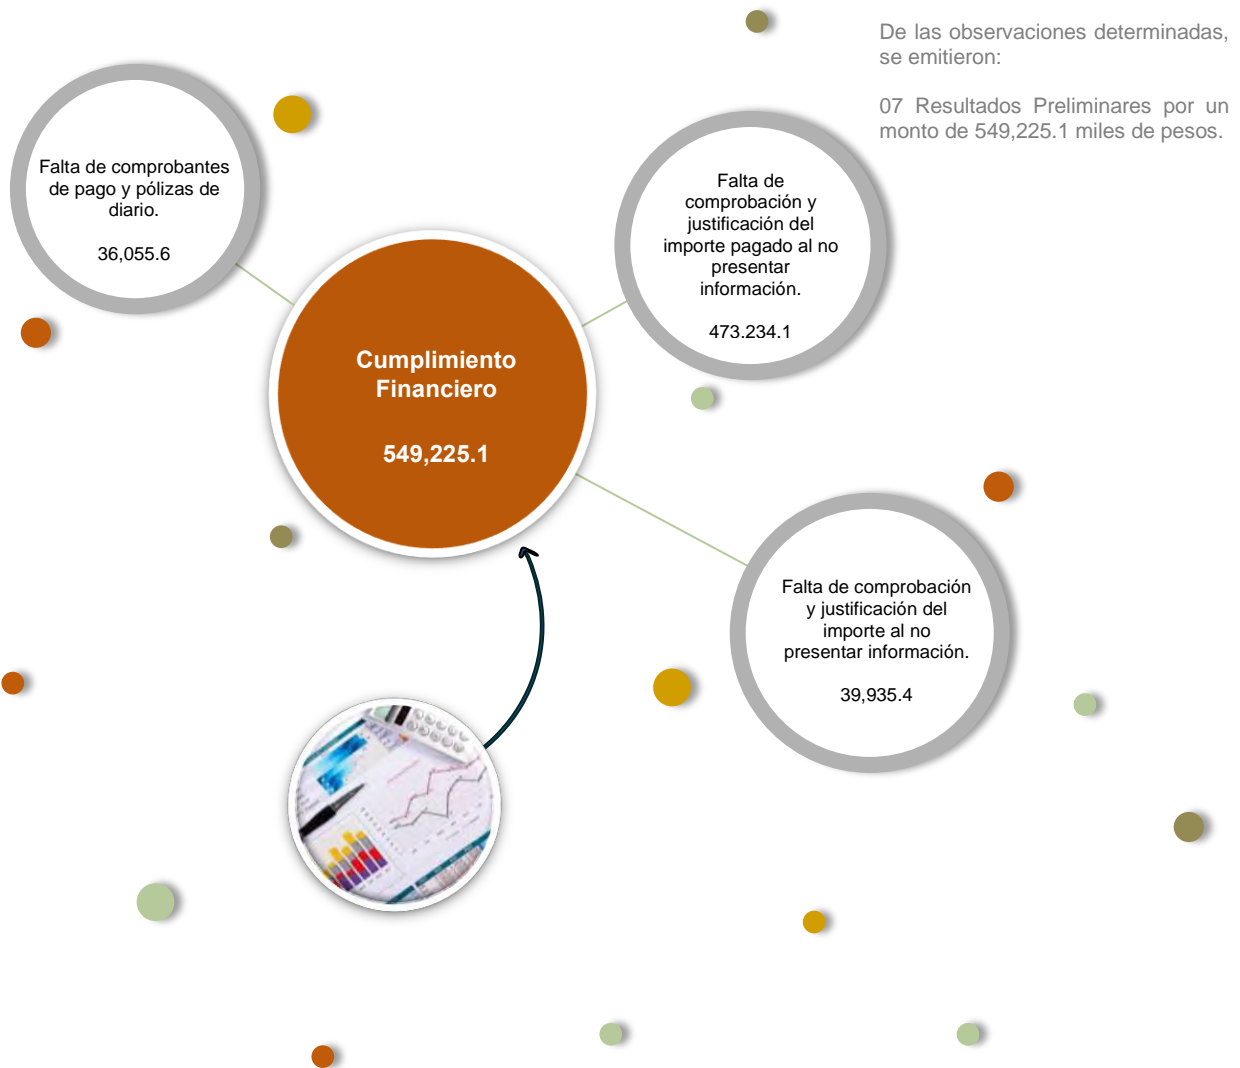 De las observaciones determinadas,
se emitieron:
07 Resultados Preliminares por un
monto de 549,225.1 miles de pesos.
Falta de comprobantes
de pago y pólizas de
diario.
36,055.6
Falta de
comprobación y
justificación del
importe pagado al no
presentar
información.
473.234.1
Cumplimiento
Financiero
549,225.1
Falta de comprobación
y justificación del
importe al no
presentar información.
39,935.4